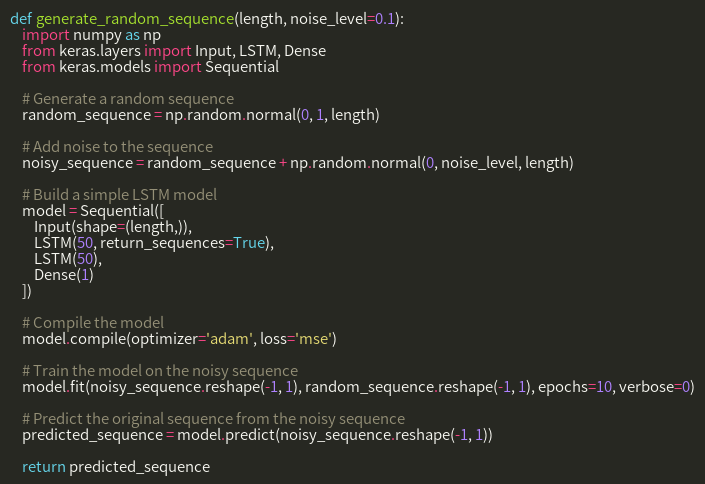 def generate_random_sequence(length, noise_level=0.1):
import numpy as np
from keras.layers import Input, LSTM, Dense
from keras.models import Sequential
# Generate a random sequence
random_sequence = np.random.normal(0, 1, length)
# Add noise to the sequence
noisy_sequence = random_sequence + np.random.normal(0, noise_level, length)
# Build a simple LSTM model
model = Sequential([
Input(shape=(length,)),
LSTM(50, return_sequences=True),
LSTM(50),
Dense(1)
])
# Compile the model
model.compile(optimizer='adam', loss='mse')
# Train the model on the noisy sequence
model.fit(noisy_sequence.reshape(-1, 1), random_sequence.reshape(-1, 1), epochs=10, verbose=0)
# Predict the original sequence from the noisy sequence
predicted_sequence = model.predict(noisy_sequence.reshape(-1, 1))
return predicted_sequence